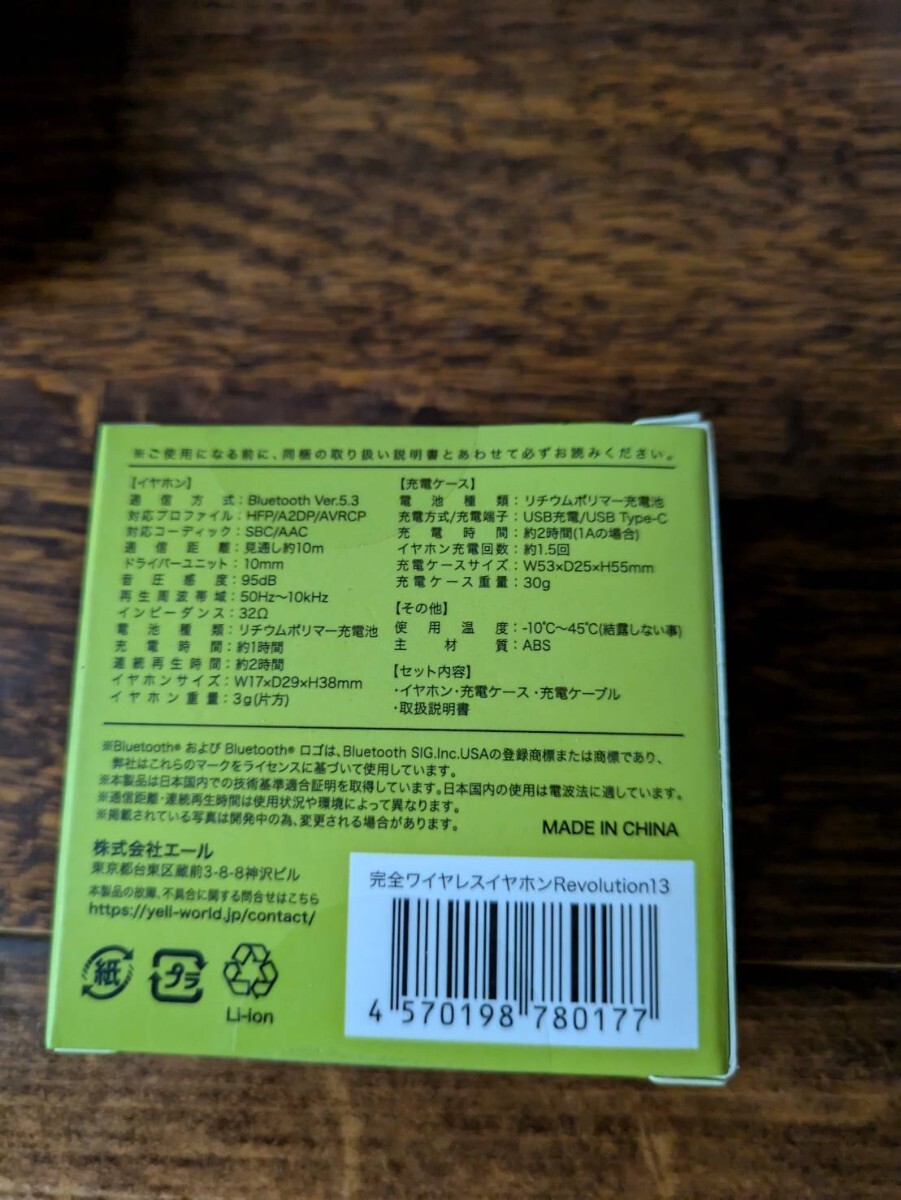 ※ご使用になる前に、同梱の取り扱い説明書とあわせて必ずお読みください。
【イヤホン】
通信方式：Bluetooth Ver.5.3
対応プロファイル：HFP/A2DP/AVRCP
対応コーディック：SBC/AAC
通信距離：見通し約10m
ドライバーユニット：10mm
音圧感度：95dB
再生周波帯域：50Hz〜10kHz
インピーダンス：32Ω
電池種類：リチウムポリマー充電池
充電時間：約1時間
連続再生時間：約2時間
イヤホンサイズ：W17×D29×H38mm
イヤホン重量：3g(片方)
【充電ケース】
電池種類：リチウムポリマー充電池
充電方式/充電端子：USB充電/USB Type-C
充電時間：約2時間(1Aの場合)
イヤホン充電回数：約1.5回
充電ケースサイズ：W53×D25×H55mm
充電ケース重量：30g
【その他】
使用温度：-10℃〜45℃(結露しない事)
主材質：ABS
【セット内容】
・イヤホン・充電ケース・充電ケーブル
・取扱説明書
※Bluetooth® および Bluetooth® ロゴは、Bluetooth SIG,Inc.USAの登録商標または商標であり、
弊社はこれらのマークをライセンスに基づいて使用しています。
※本製品は日本国内での技術基準適合証明を取得しています。日本国内の使用は電波法に適しています。
※通信距離・連続再生時間は使用状況や環境によって異なります。
※掲載されている写真は開発中の為、変更される場合があります。
MADE IN CHINA
株式会社エール
東京都台東区蔵前3-8-8神沢ビル
本製品の故障、不具合に関する問合せはこちら
https://yell-world.jp/contact/
紙
プラ
Li-ion
完全ワイヤレスイヤホンRevolution13
4 570198 780177